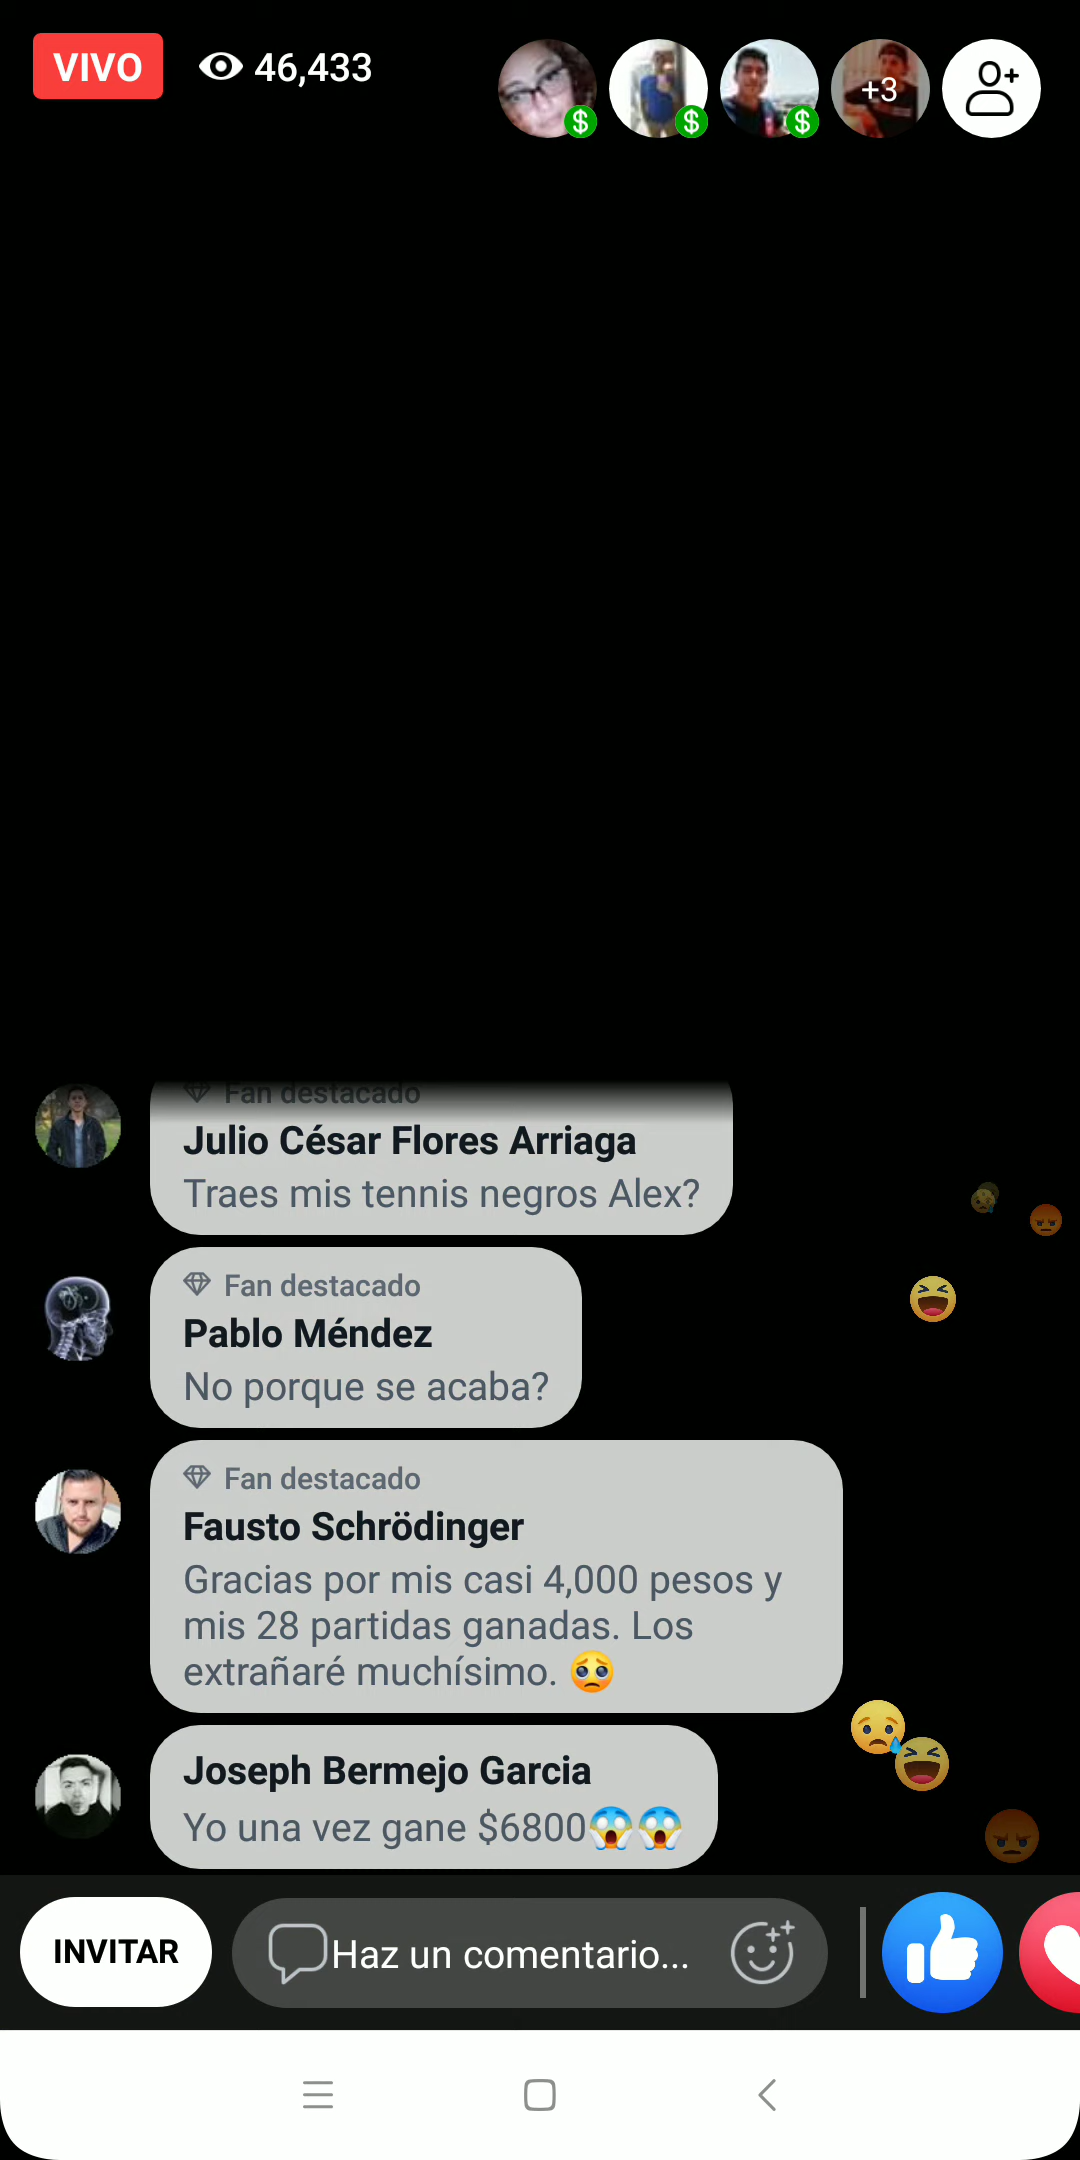 VIVO
46,433
+3
Fan destacado
Julio César Flores Arriaga
Traes mis tennis negros Alex?
Fan destacado
Pablo Méndez
No porque se acaba?
Fan destacado
Fausto Schrödinger
Gracias por mis casi 4,000 pesos y
mis 28 partidas ganadas. Los
extrañaré muchísimo. 🥺
Joseph Bermejo Garcia
Yo una vez gane $6800😱😱
INVITAR
Haz un comentario...